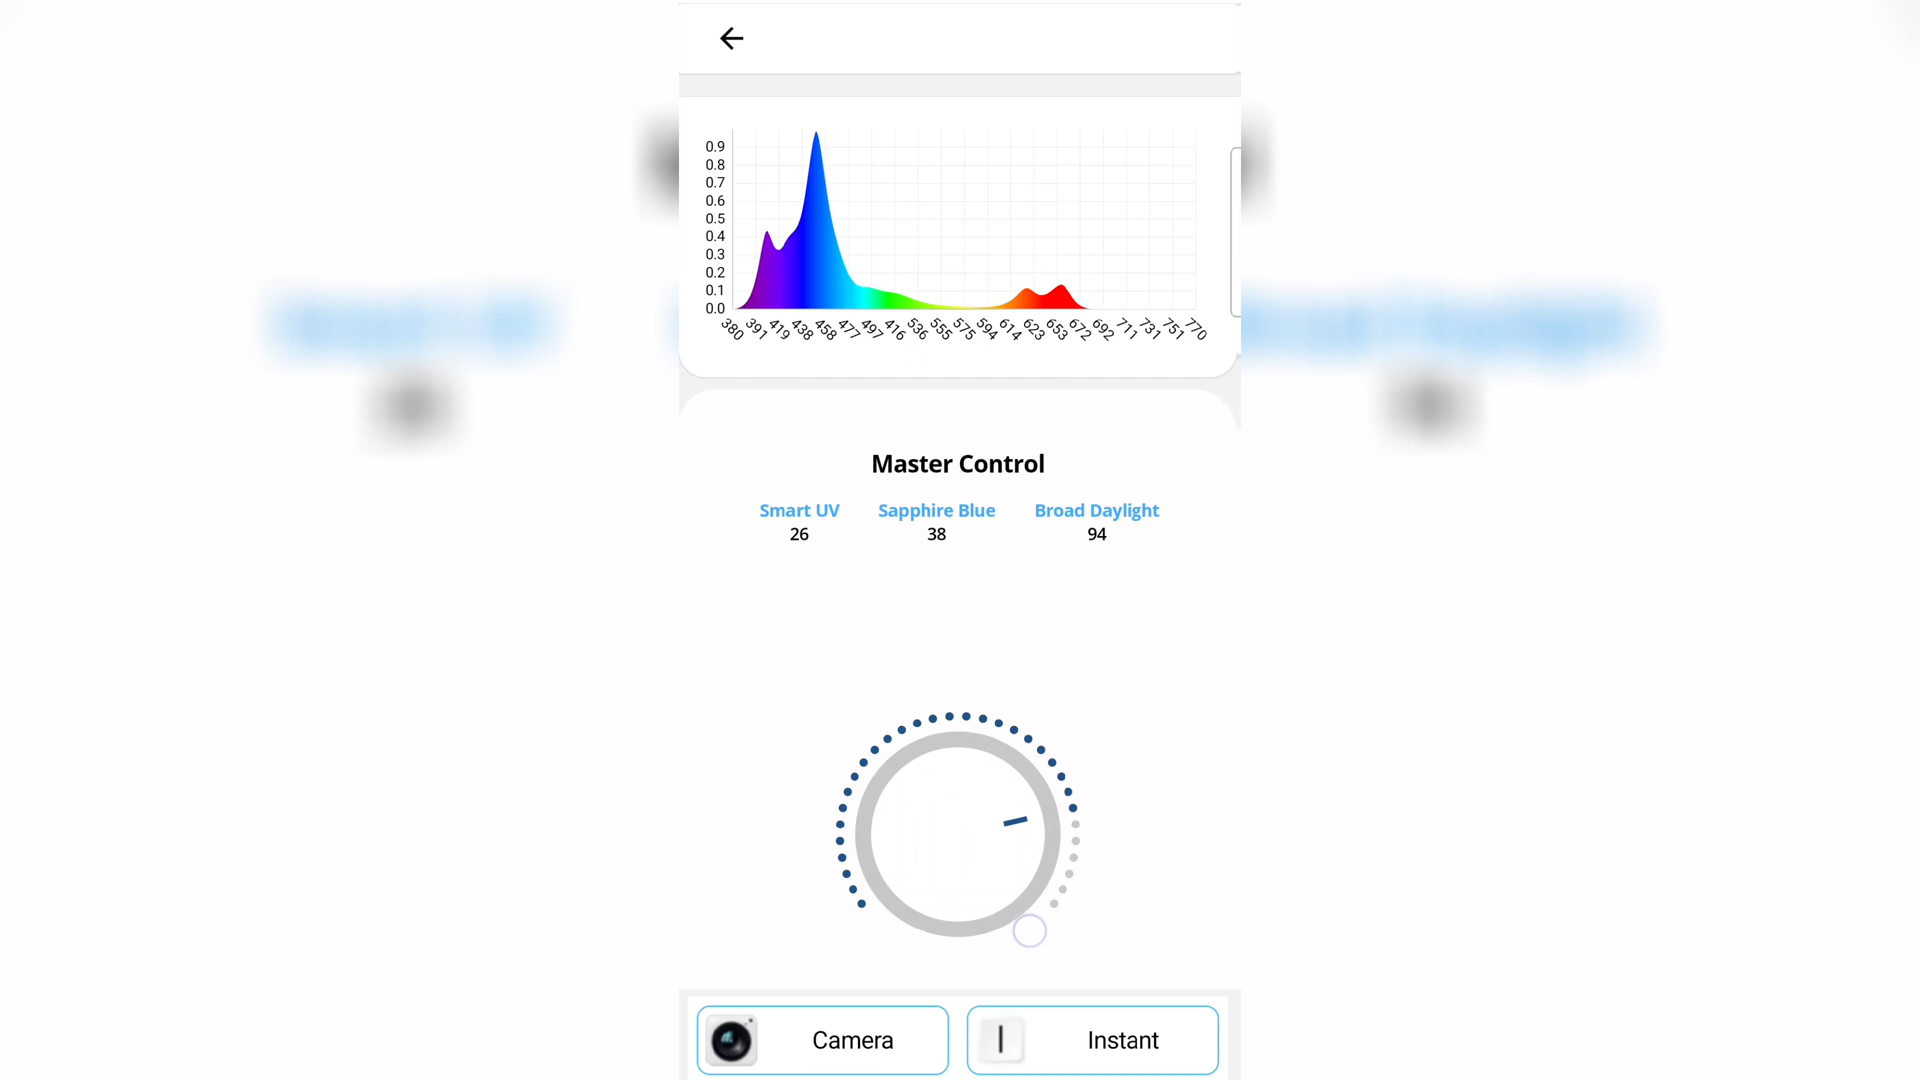 0.9
0.8
0.7
0.6
0.5
0.4
0.3
0.2
0.1
0.0
380 391 419 438 458 477 497 416 536 555 575 594 614 623 653 672 692 711 731 751 770
Master Control
Smart UV Sapphire Blue Broad Daylight
26 38 94
Camera Instant